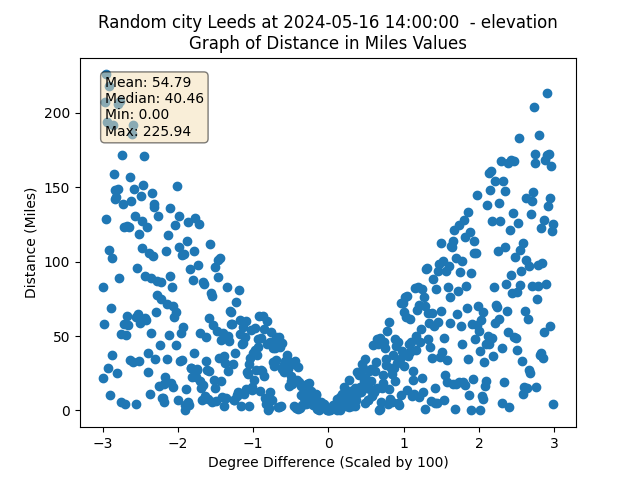 Random city Leeds at 2024-05-16 14:00:00 - elevation
Graph of Distance in Miles Values
Mean: 54.79
Median: 40.46
Min: 0.00
Max: 225.94
Distance (Miles)
200
150
100
50
0
−3 −2 −1 0 1 2 3
Degree Difference (Scaled by 100)